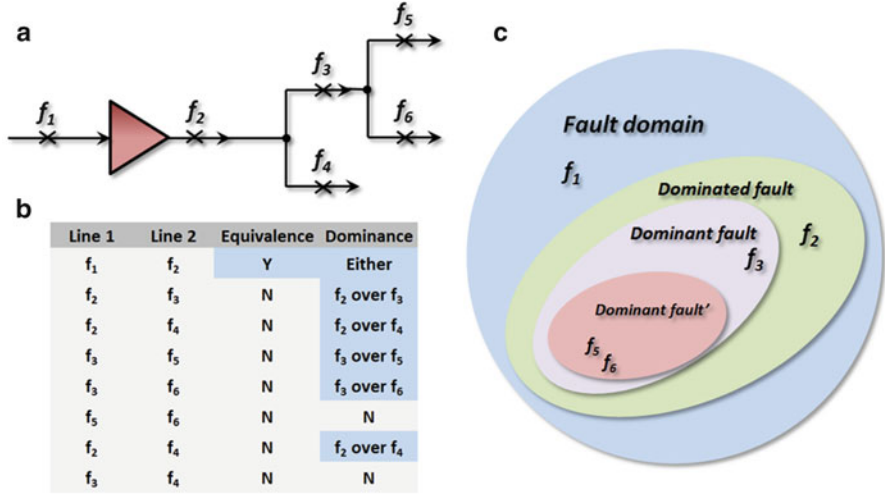 a
f1
f2
f3
f4
f5
f6
b
Line 1 Line 2 Equivalence Dominance
f1 f2 Y Either
f2 f3 N f2 over f3
f2 f4 N f2 over f4
f3 f5 N f3 over f5
f3 f6 N f3 over f6
f5 f6 N N
f2 f4 N f2 over f4
f3 f4 N N
c
Fault domain
f1
Dominated fault
f2
Dominant fault
f3
Dominant fault'
f5
f6